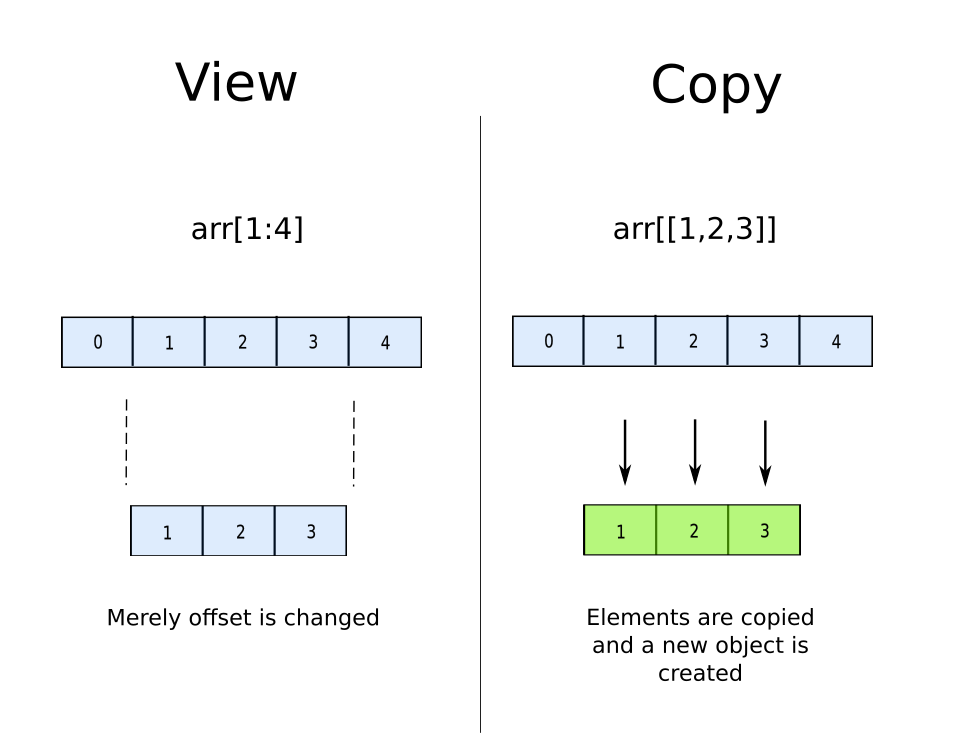 View
arr[1:4]
0 1 2 3 4
1 2 3
Merely offset is changed
Copy
arr[[1,2,3]]
0 1 2 3 4
1 2 3
Elements are copied
and a new object is
created